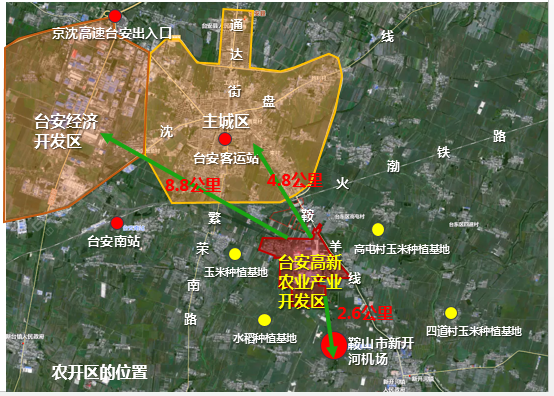 京沈高速台安出入口
通
达
街
线
盘
沈
台安经济
开发区
主城区
台安客运站
8.8公里
4.8公里
路
铁
渤
火
繁
荣
南
路
鞍
羊
线
台安南站
玉米种植基地
高屯村玉米种植基地
台安高新
农业产业
开发区
2.6公里
水稻种植基地
四道村玉米种植基地
鞍山市新开
河机场
农开区的位置